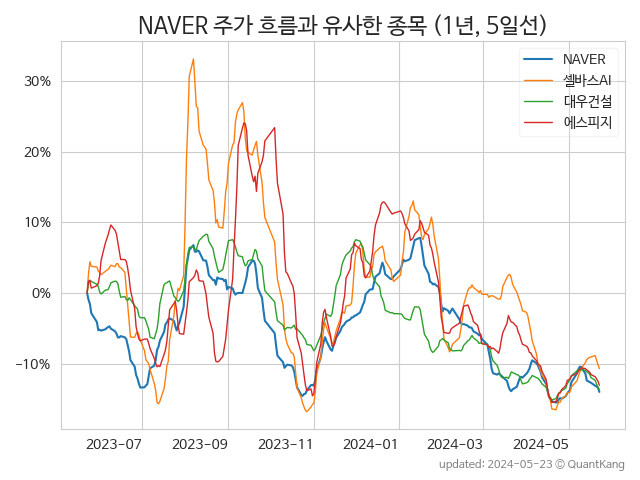 NAVER 주가 흐름과 유사한 종목 (1년, 5일선)
NAVER
셀바스AI
대우건설
에스피지
30%
20%
10%
0%
−10%
2023-07
2023-09
2023-11
2024-01
2024-03
2024-05
updated: 2024-05-23 ⓒ QuantKang